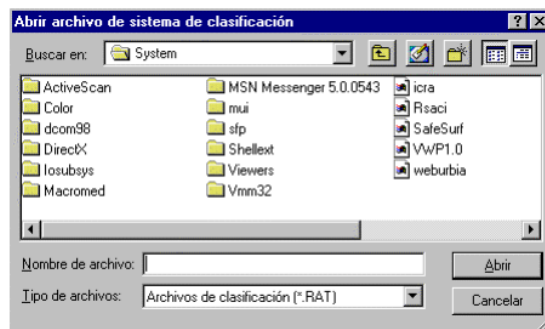 Abrir archivo de sistema de clasificación
Buscar en: System
ActiveScan
Color
dcom98
DirectX
Iosubsys
Macromed
MSN Messenger 5.0.0543
mui
sfp
Shellext
Viewers
Vmm32
icra
Rsaci
SafeSurf
VWP1.0
weburbia
Nombre de archivo:
Abrir
Tipo de archivos: Archivos de clasificación (*.RAT)
Cancelar